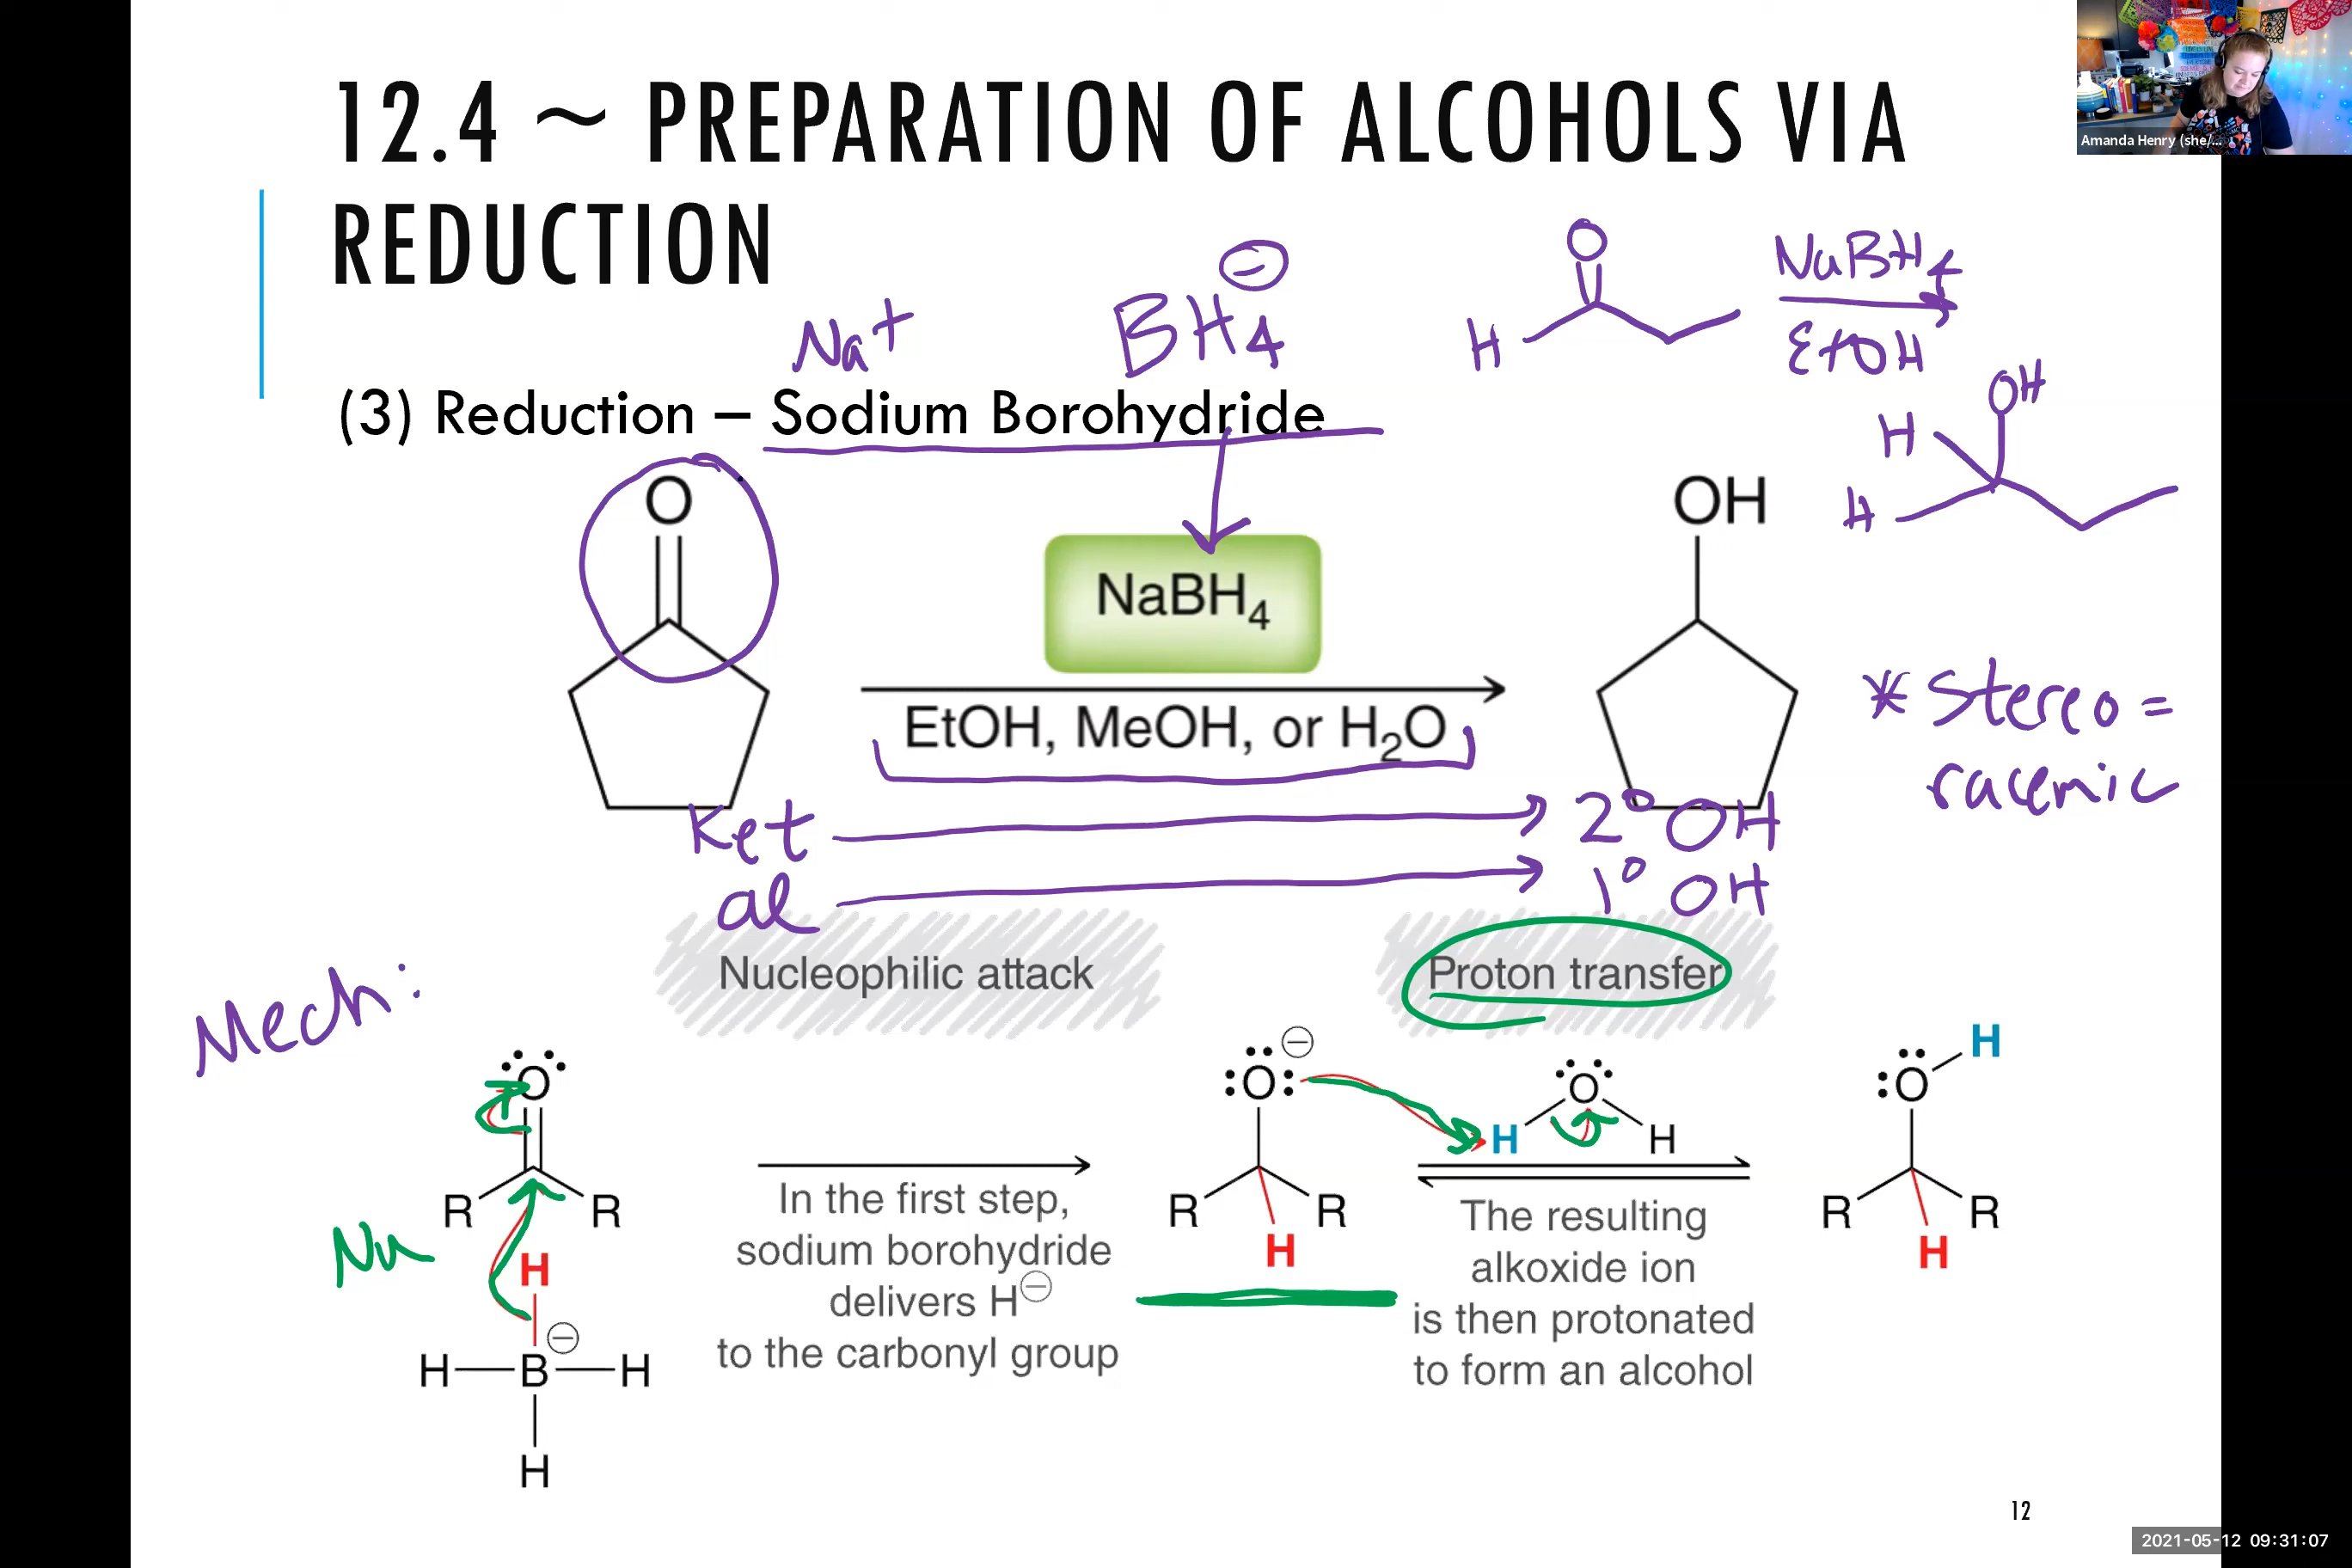 12.4 ~ PREPARATION OF ALCOHOLS VIA
REDUCTION
Amanda Henry (she/...
Na+ BH4 ⊖
O
H
NaBH4
EtOH
OH
H
H
(3) Reduction – Sodium Borohydride
O
NaBH4
EtOH, MeOH, or H2O
OH
* Stereo =
racemic
Ket 2° OH
al 1° OH
Mech:
Nucleophilic attack
Proton transfer
O
R R
Nu
H
H B ⊖ H
H
In the first step,
sodium borohydride
delivers H⊖
to the carbonyl group
O ⊖
R R
H
O
H H
The resulting
alkoxide ion
is then protonated
to form an alcohol
H
O
R R
H
12
2021-05-12 09:31:07